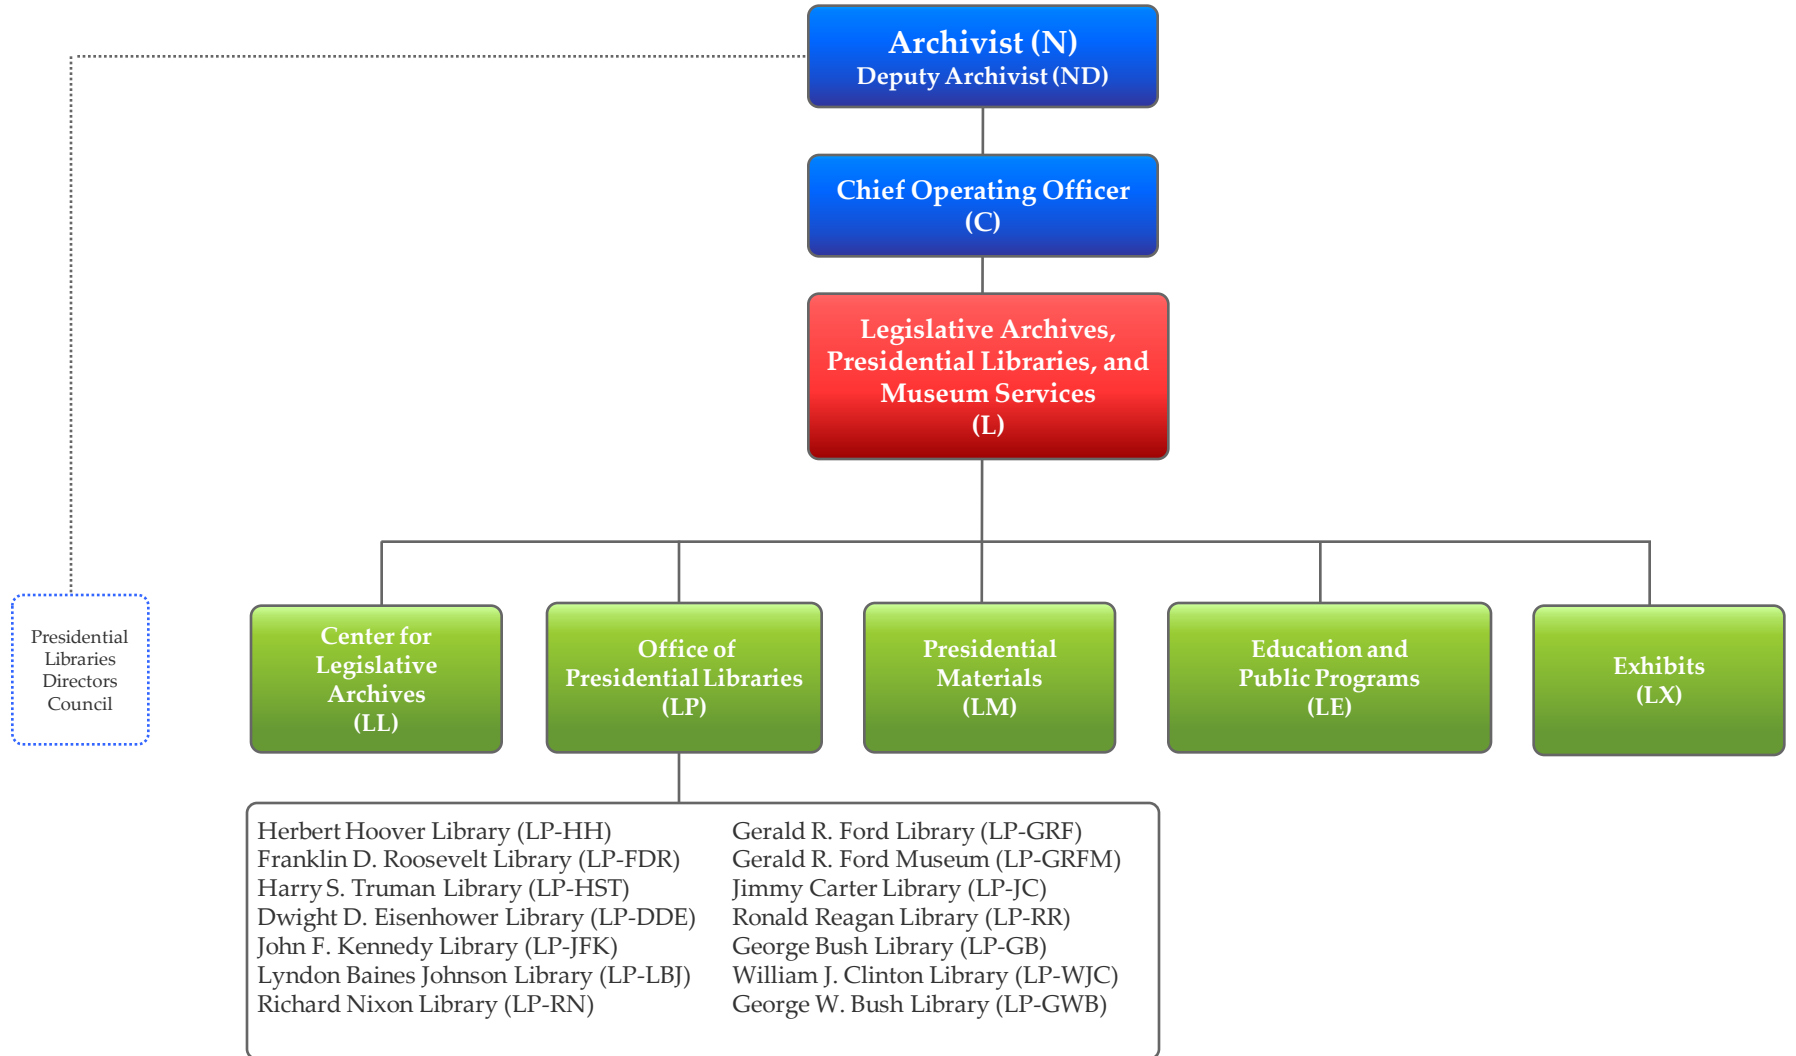 Archivist (N)
Deputy Archivist (ND)
Chief Operating Officer
(C)
Legislative Archives,
Presidential Libraries, and
Museum Services
(L)
Presidential
Libraries
Directors
Council
Center for
Legislative
Archives
(LL)
Office of
Presidential Libraries
(LP)
Presidential
Materials
(LM)
Education and
Public Programs
(LE)
Exhibits
(LX)
Herbert Hoover Library (LP-HH)
Franklin D. Roosevelt Library (LP-FDR)
Harry S. Truman Library (LP-HST)
Dwight D. Eisenhower Library (LP-DDE)
John F. Kennedy Library (LP-JFK)
Lyndon Baines Johnson Library (LP-LBJ)
Richard Nixon Library (LP-RN)
Gerald R. Ford Library (LP-GRF)
Gerald R. Ford Museum (LP-GRFM)
Jimmy Carter Library (LP-JC)
Ronald Reagan Library (LP-RR)
George Bush Library (LP-GB)
William J. Clinton Library (LP-WJC)
George W. Bush Library (LP-GWB)